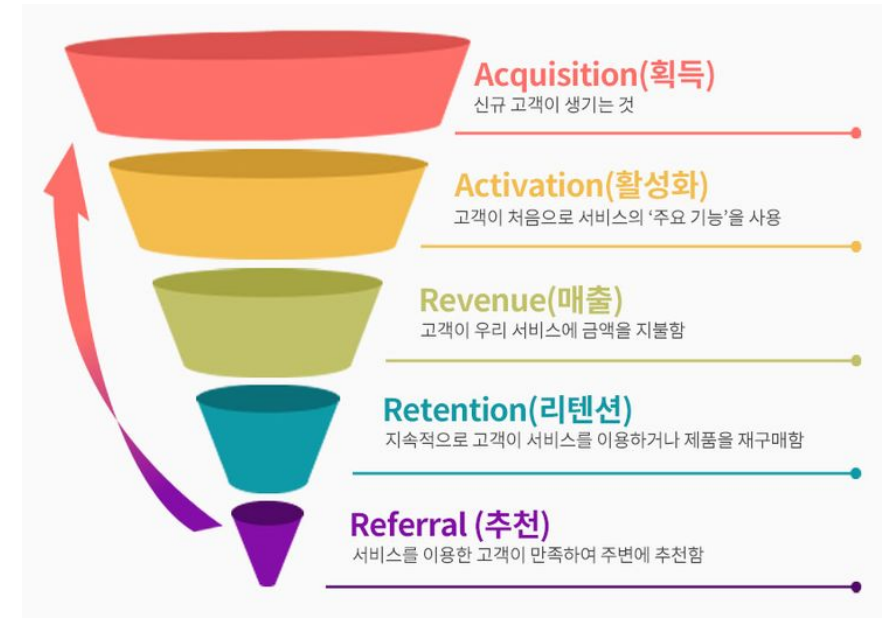 Acquisition(획득)
신규 고객이 생기는 것
Activation(활성화)
고객이 처음으로 서비스의 ‘주요 기능’을 사용
Revenue(매출)
고객이 우리 서비스에 금액을 지불함
Retention(리텐션)
지속적으로 고객이 서비스를 이용하거나 제품을 재구매함
Referral (추천)
서비스를 이용한 고객이 만족하여 주변에 추천함